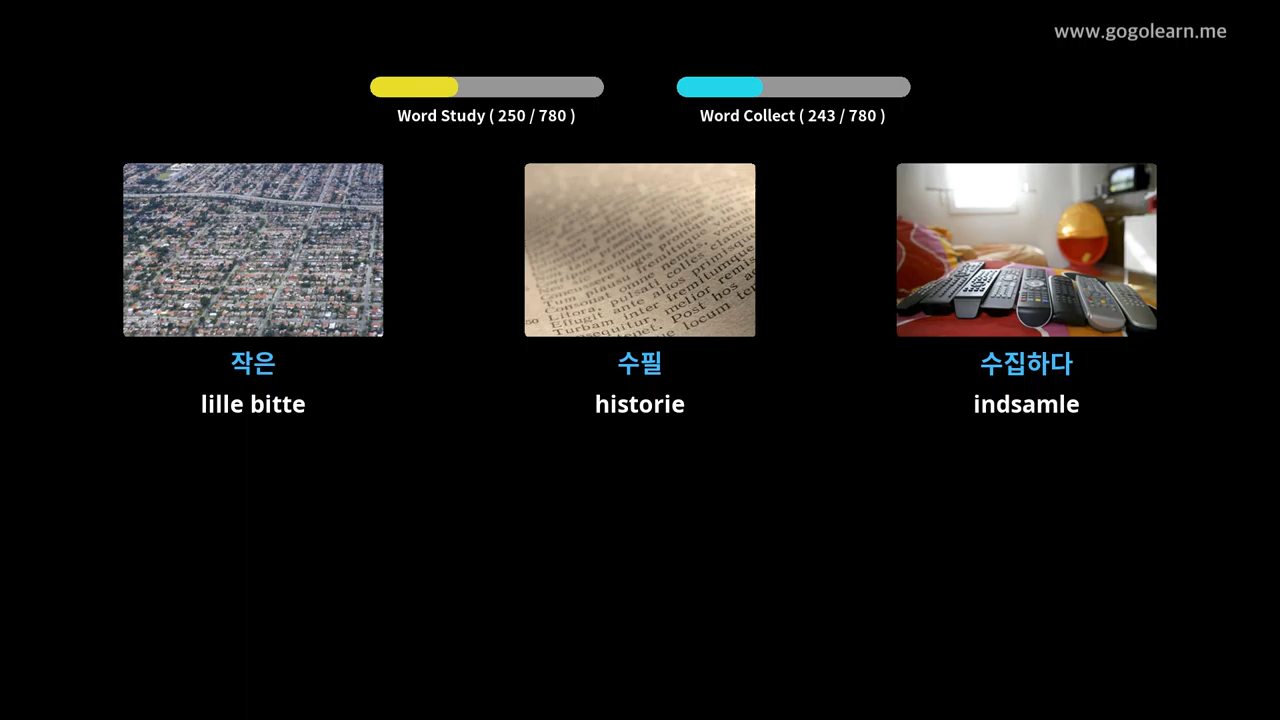 www.gogolearn.me
Word Study ( 250 / 780 )
Word Collect ( 243 / 780 )
작은
lille bitte
수필
historie
수집하다
indsamle